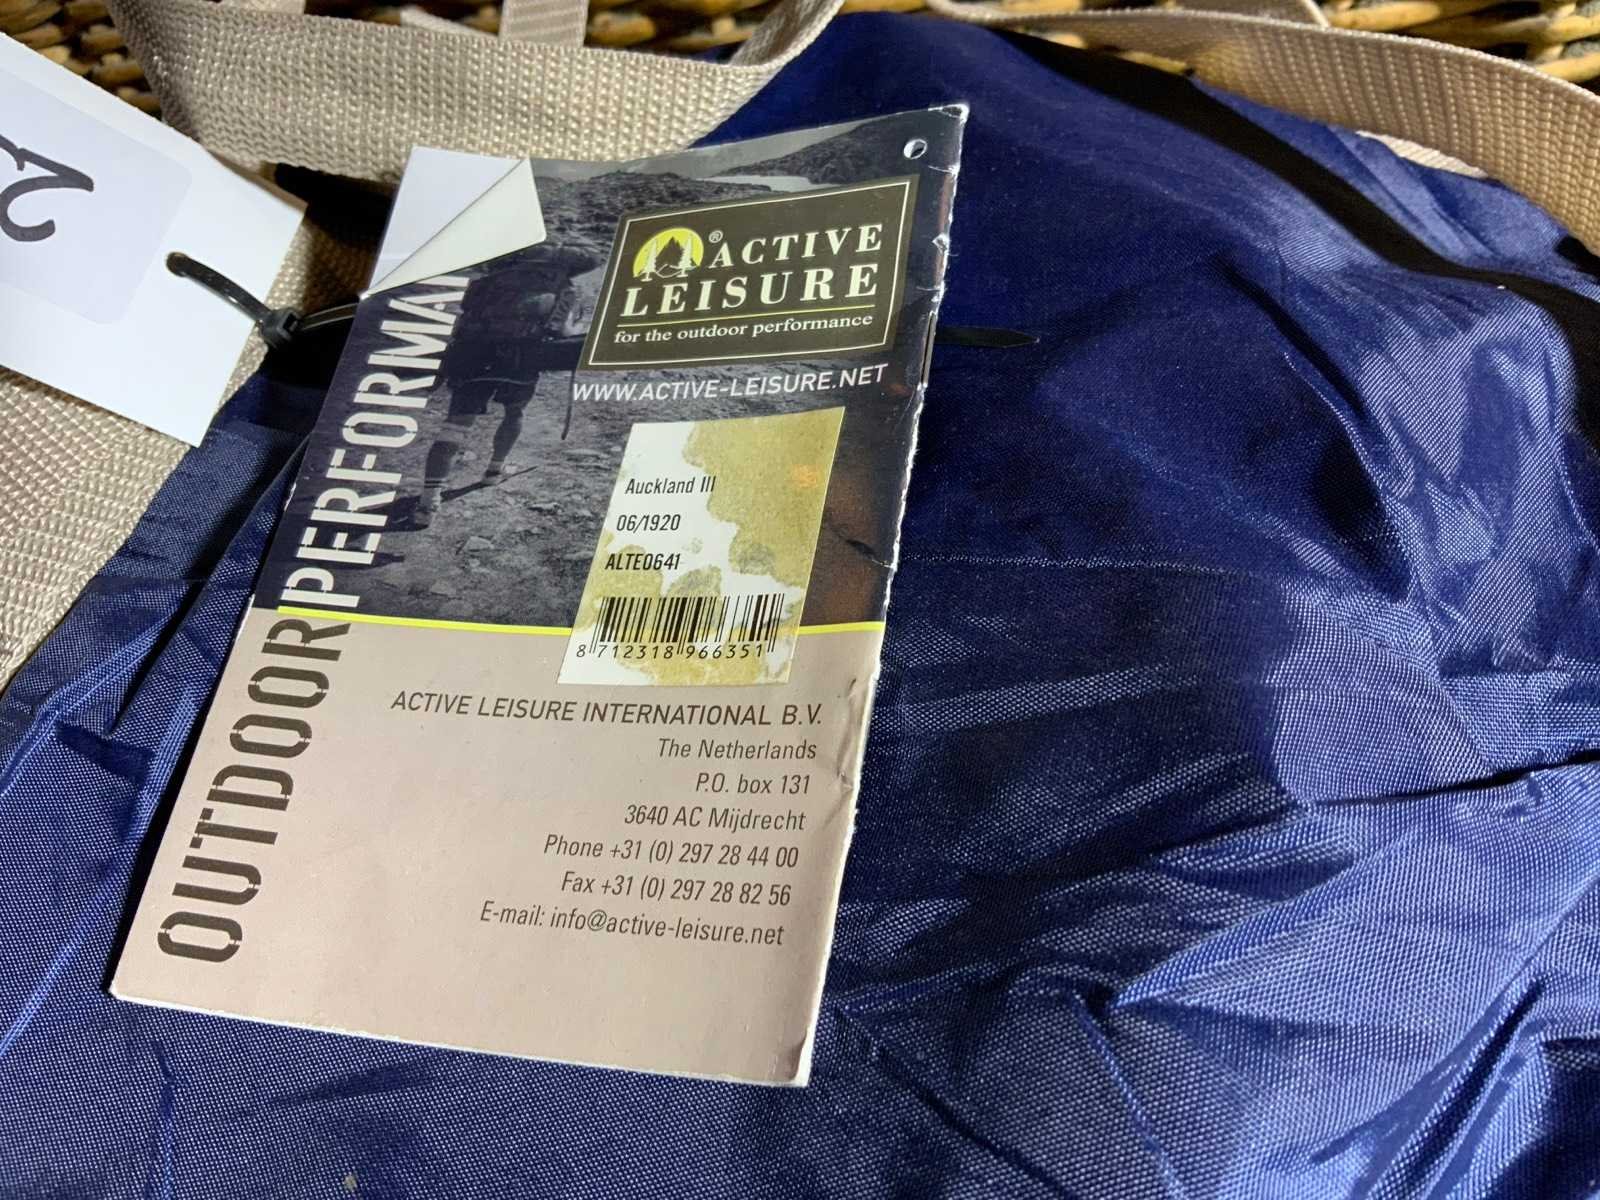 2
® ACTIVE
LEISURE
for the outdoor performance
WWW.ACTIVE-LEISURE.NET
Auckland III
06/1920
ALTE0641
8 712318 966351
OUTDOOR PERFORMA
ACTIVE LEISURE INTERNATIONAL B.V.
The Netherlands
P.O. box 131
3640 AC Mijdrecht
Phone +31 (0) 297 28 44 00
Fax +31 (0) 297 28 82 56
E-mail: info@active-leisure.net